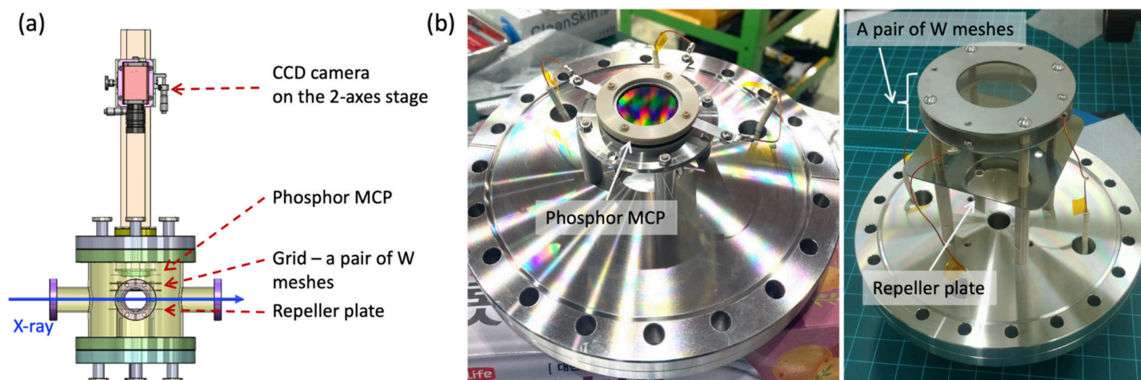 (a)
CCD camera
on the 2-axes stage
Phosphor MCP
Grid – a pair of W
meshes
Repeller plate
X-ray
(b)
CleanSkin
Phosphor MCP
Life
A pair of W meshes
Repeller plate